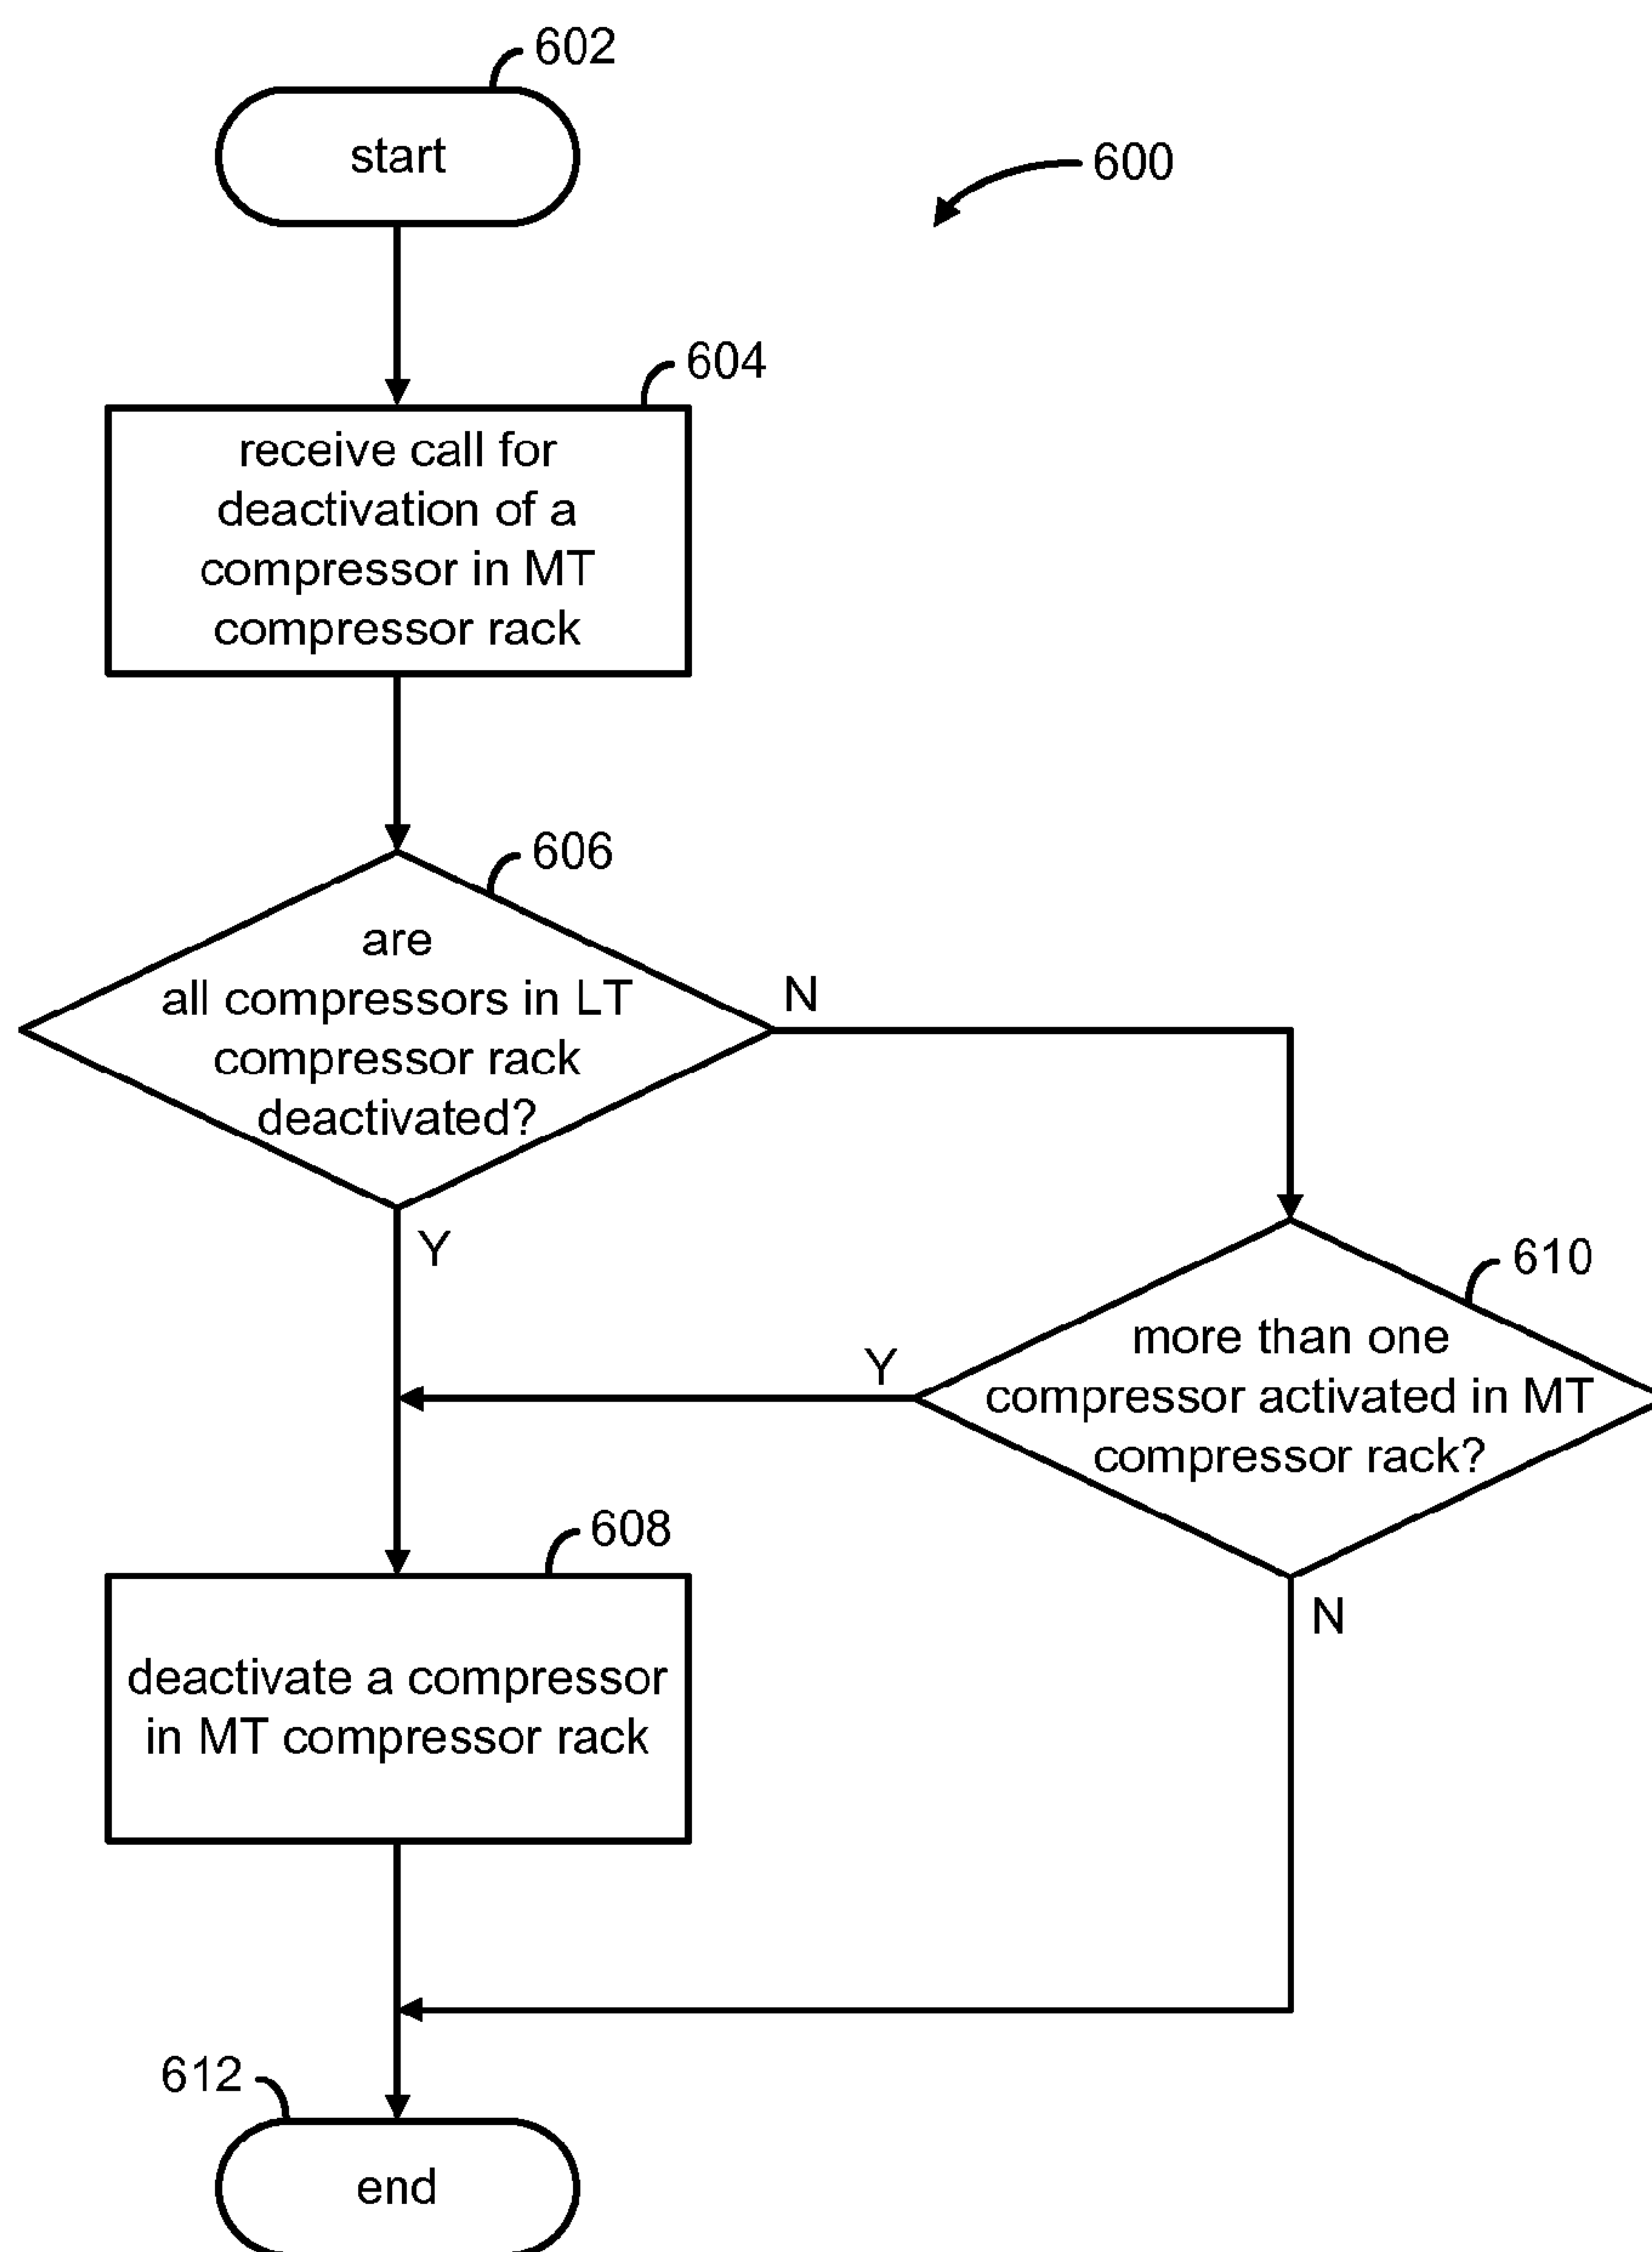 602
start
600
604
receive call for
deactivation of a
compressor in MT
compressor rack
606
are
all compressors in LT
compressor rack
deactivated?
N
Y
610
more than one
compressor activated in MT
compressor rack?
Y
N
608
deactivate a compressor
in MT compressor rack
612
end